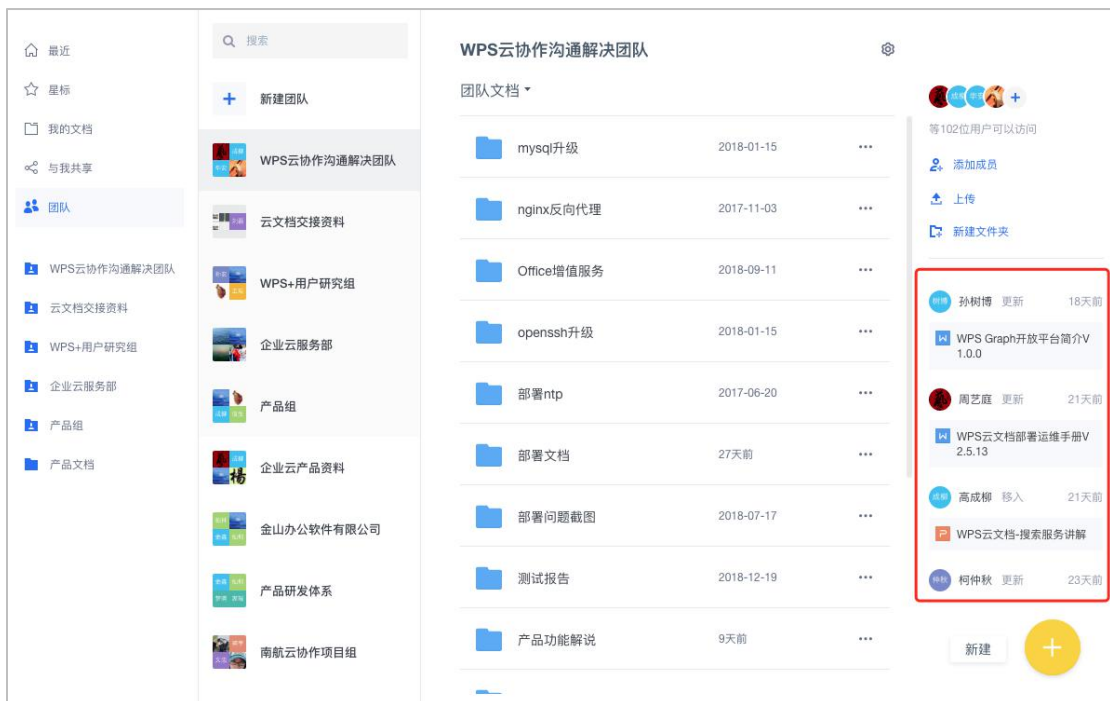 最近
星标
我的文档
与我共享
团队
WPS云协作沟通解决团队
云文档交接资料
WPS+用户研究组
企业云服务部
产品组
产品文档
搜索
新建团队
WPS云协作沟通解决团队
云文档交接资料
WPS+用户研究组
企业云服务部
产品组
企业云产品资料
金山办公软件有限公司
产品研发体系
南航云协作项目组
WPS云协作沟通解决团队
团队文档
mysql升级 2018-01-15
nginx反向代理 2017-11-03
Office增值服务 2018-09-11
openssh升级 2018-01-15
部署ntp 2017-06-20
部署文档 27天前
部署问题截图 2018-07-17
测试报告 2018-12-19
产品功能解说 9天前
等102位用户可以访问
添加成员
上传
新建文件夹
树博 孙树博 更新 18天前
WPS Graph开放平台简介V
1.0.0
周艺庭 更新 21天前
WPS云文档部署运维手册V
2.5.13
成柳 高成柳 移入 21天前
WPS云文档-搜索服务讲解
仲秋 柯仲秋 更新 23天前
新建